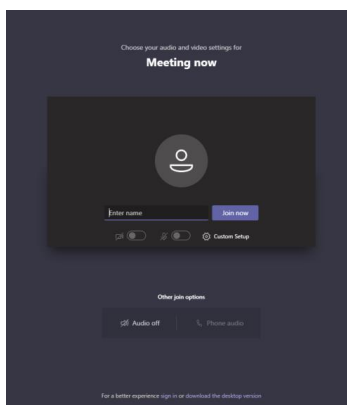 Choose your audio and video settings for
Meeting now
Enter name
Join now
Custom Setup
Other join options
Audio off
Phone audio
For a better experience sign in or download the desktop version